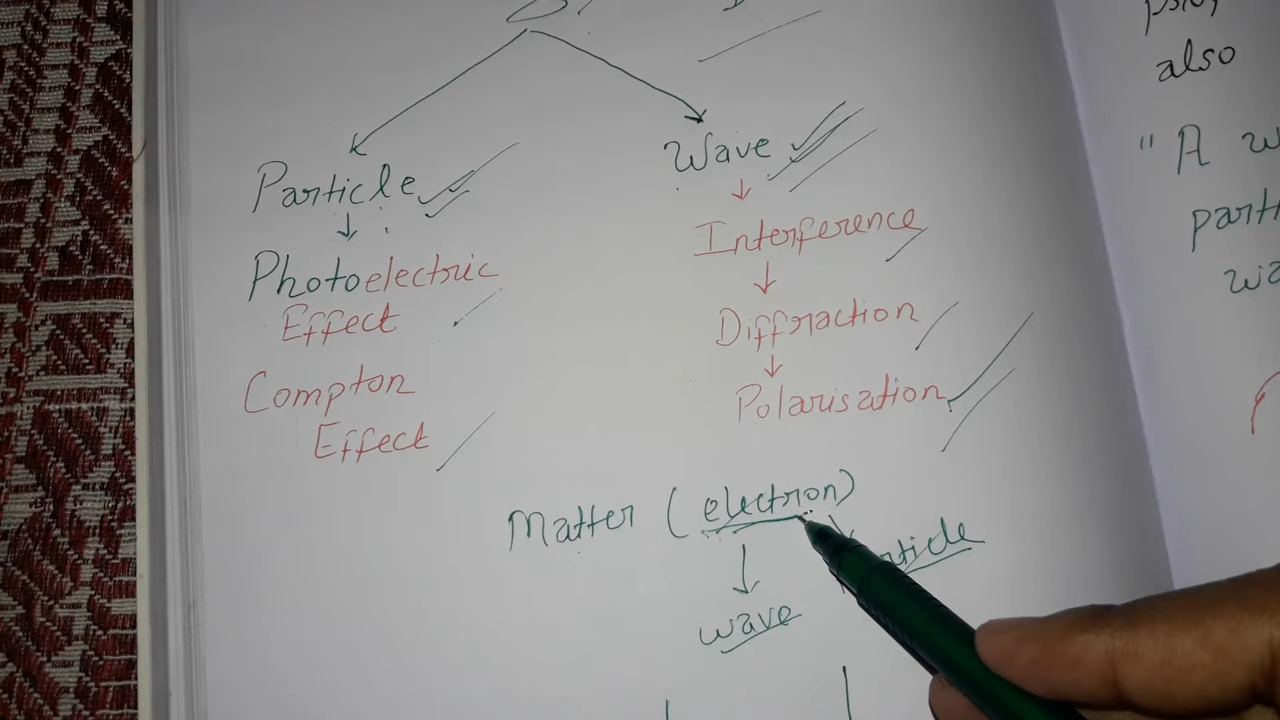 Particle
Photoelectric
Effect
Compton
Effect
Wave
Interference
Diffraction
Polarisation
Matter (electron)
wave
also
" A